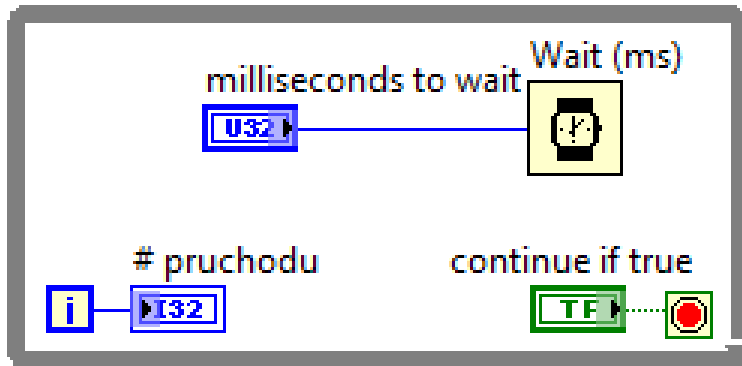 Wait (ms)
milliseconds to wait
U32
# pruchodu
continue if true
i
I32
TF